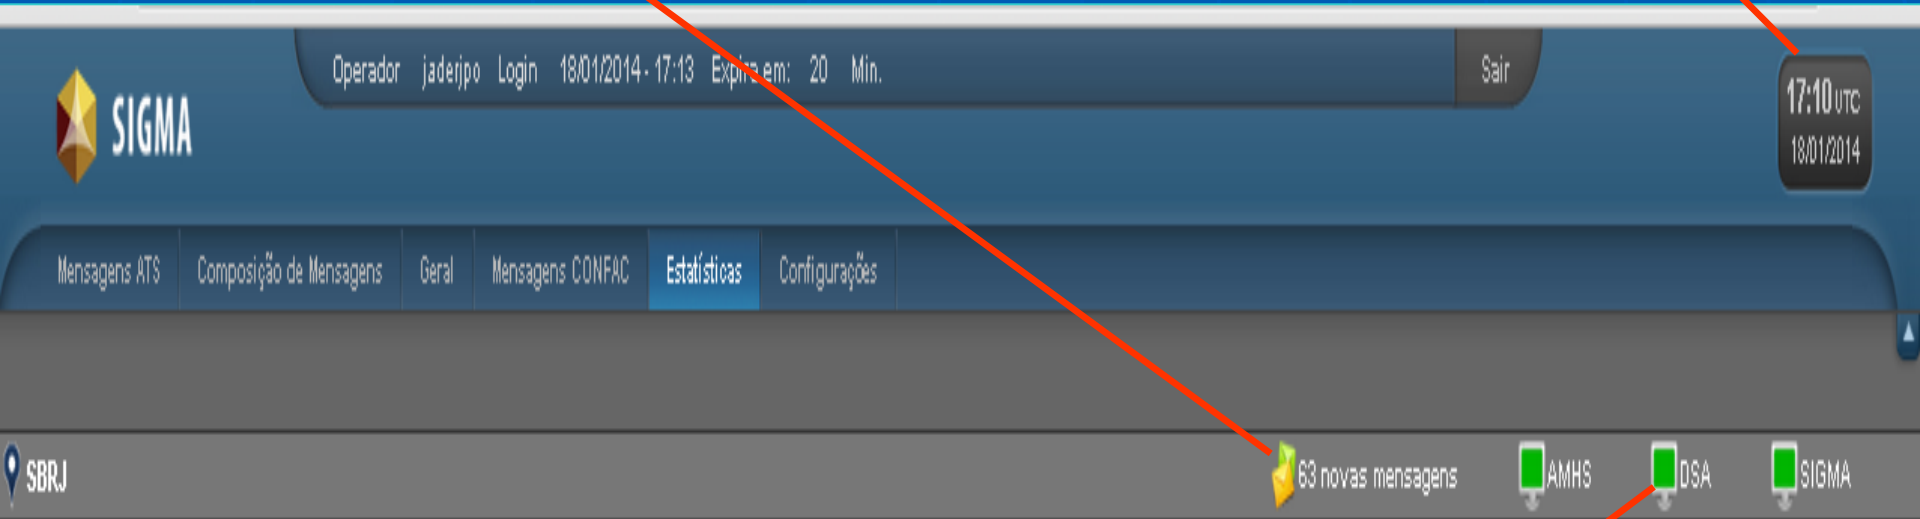 Operador jaderjpo Login 18/01/2014 - 17:13 Expira em: 20 Min. Sair
SIGMA
17:10 UTC
18/01/2014
Mensagens ATS Composição de Mensagens Geral Mensagens CONFAC Estatísticas Configurações
SBRJ 63 novas mensagens AMHS DSA SIGMA